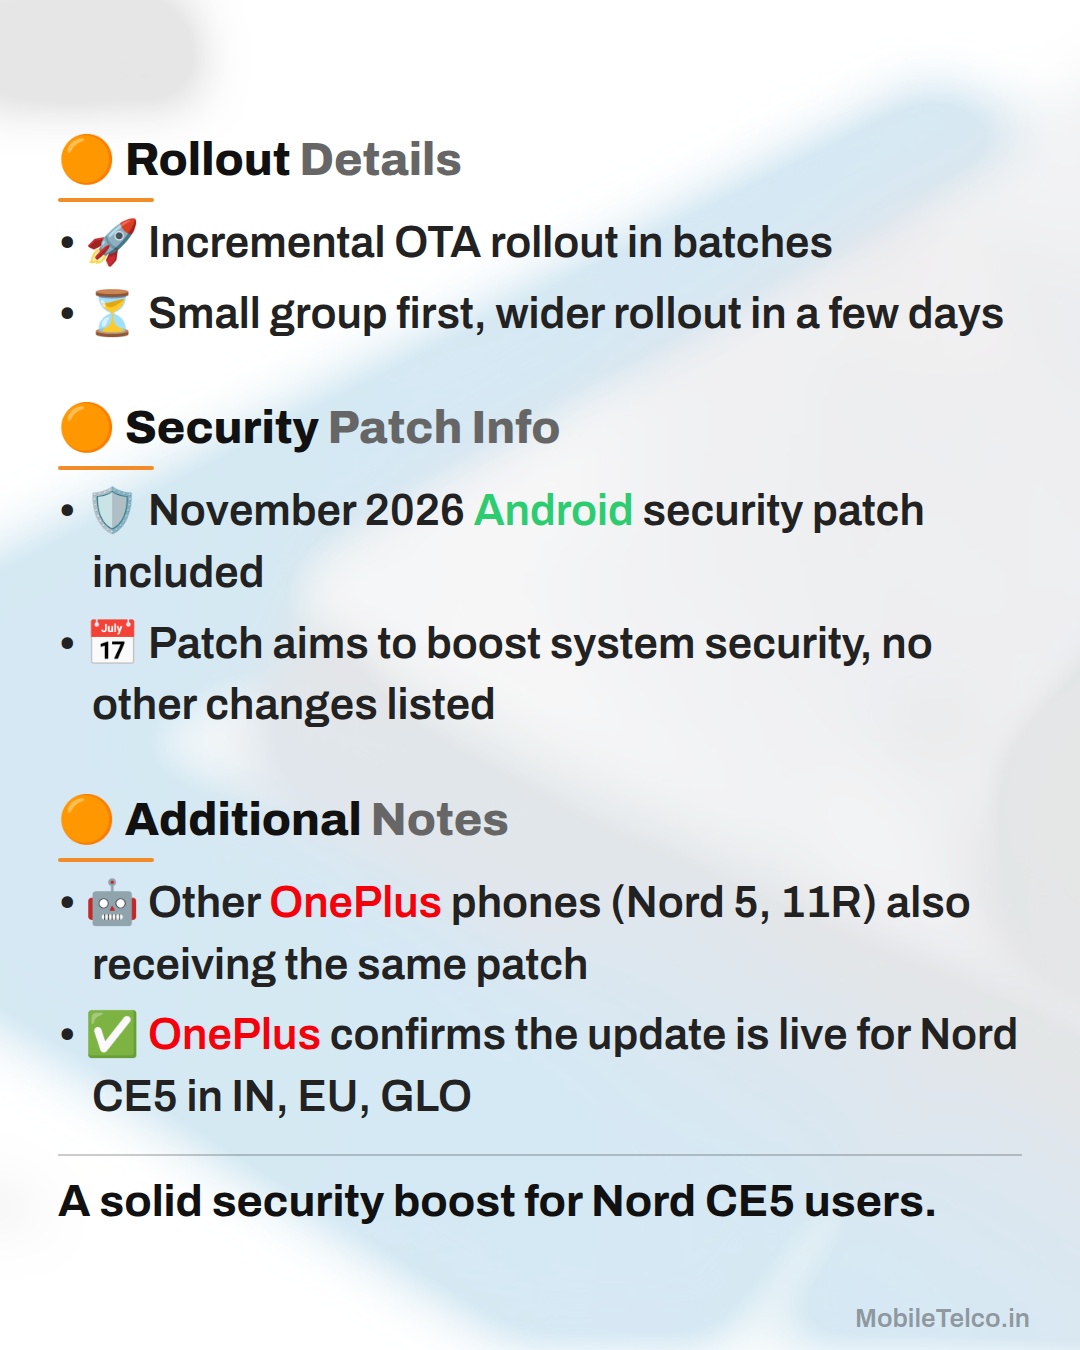 🟠 Rollout Details
• 🚀 Incremental OTA rollout in batches
• ⏳ Small group first, wider rollout in a few days
🟠 Security Patch Info
• 🛡️ November 2026 Android security patch
included
• 📅 Patch aims to boost system security, no
other changes listed
🟠 Additional Notes
• 🤖 Other OnePlus phones (Nord 5, 11R) also
receiving the same patch
• ✅ OnePlus confirms the update is live for Nord
CE5 in IN, EU, GLO
A solid security boost for Nord CE5 users.
MobileTelco.in